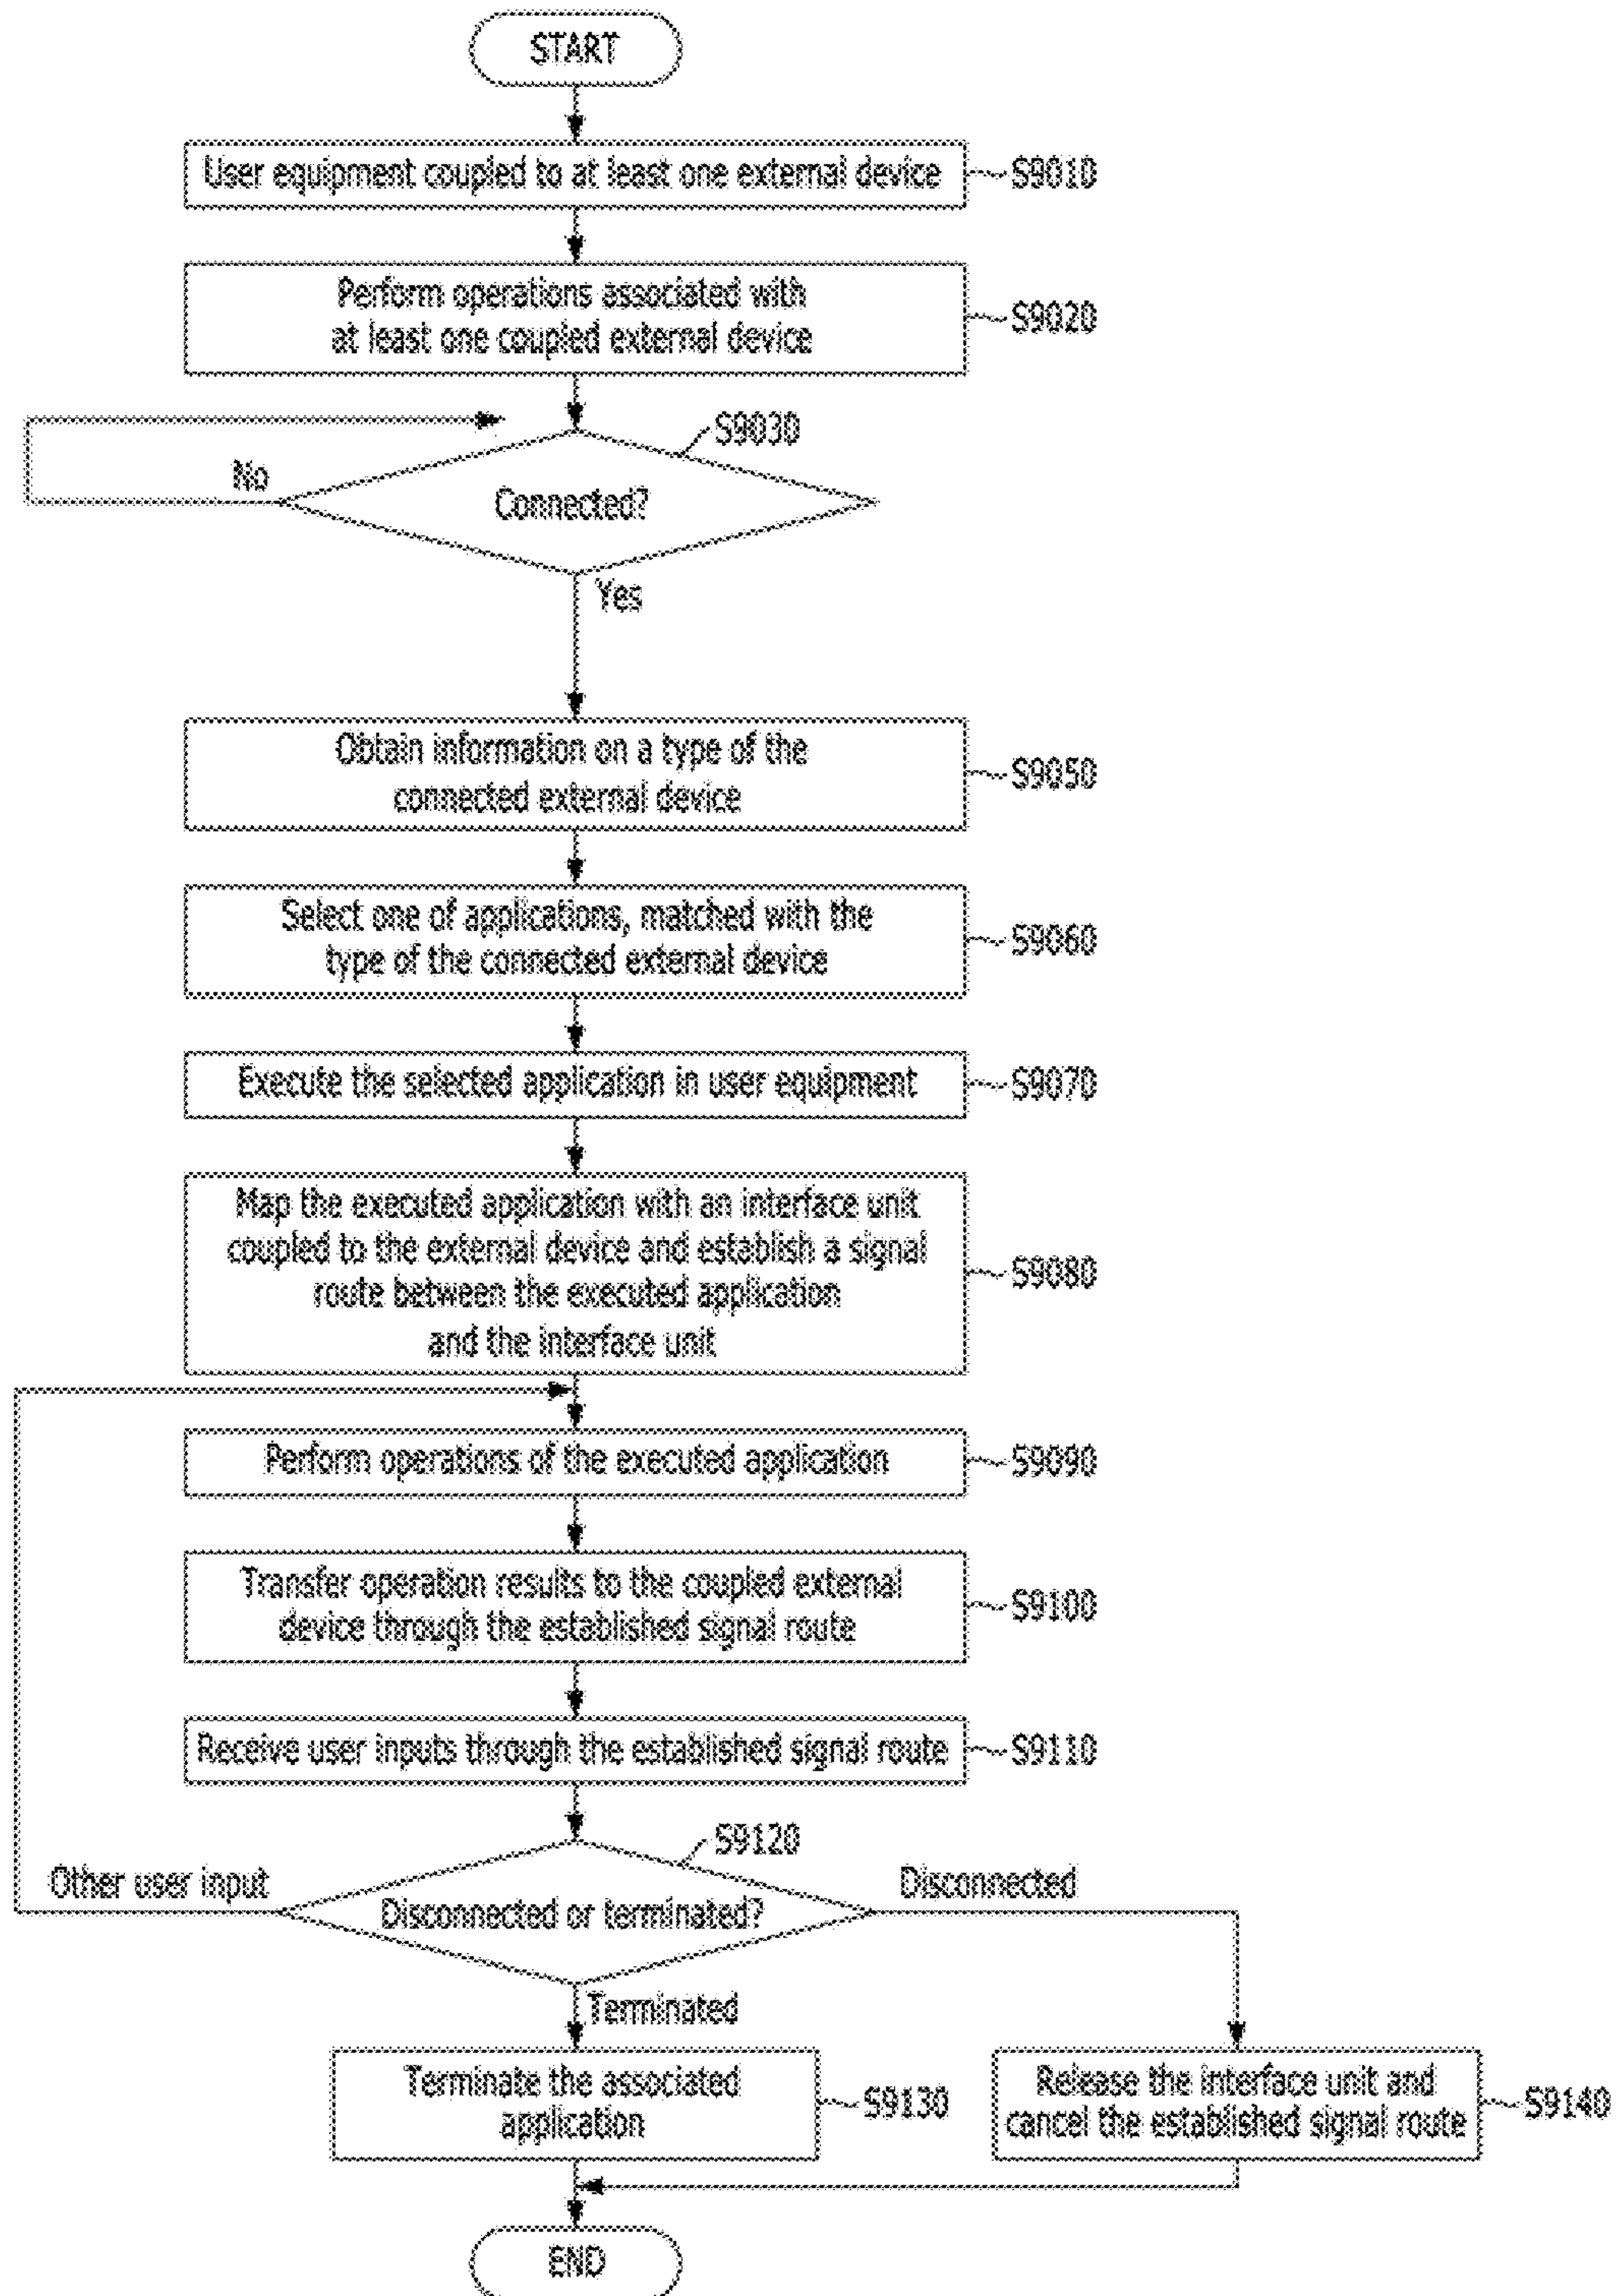 START
User equipment coupled to at least one external device
S9010
Perform operations associated with
at least one coupled external device
S9020
S9030
No
Connected?
Yes
Obtain information on a type of the
connected external device
S9050
Select one of applications, matched with the
type of the connected external device
S9060
Execute the selected application in user equipment
S9070
Map the executed application with an interface unit
coupled to the external device and establish a signal
route between the executed application
and the interface unit
S9080
Perform operations of the executed application
S9090
Transfer operation results to the coupled external
device through the established signal route
S9100
Receive user inputs through the established signal route
S9110
S9120
Other user input
Disconnected or terminated?
Disconnected
Terminated
Terminate the associated
application
S9130
Release the interface unit and
cancel the established signal route
S9140
END